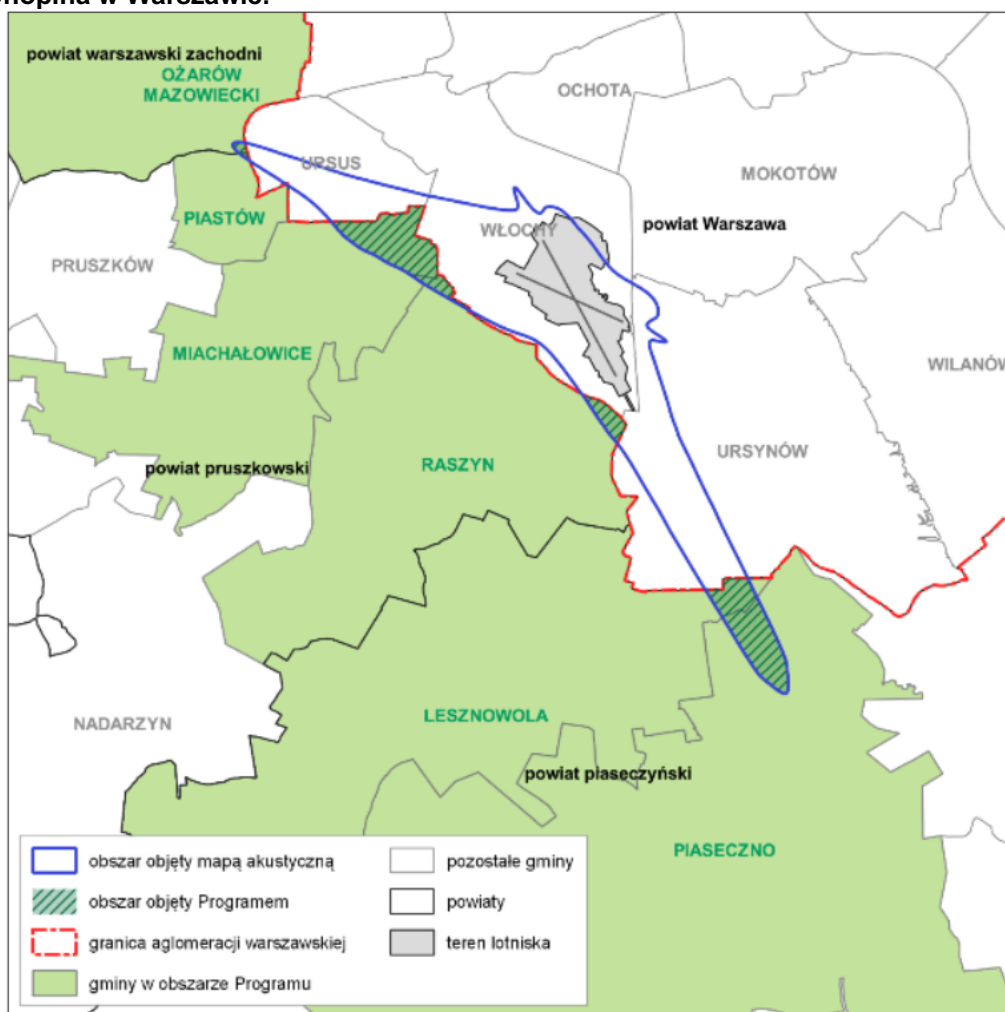 powiat warszawski zachodni
OŻARÓW
MAZOWIECKI
OCHOTA
URSUS
MOKOTÓW
PIASTÓW
WŁOCHY
powiat Warszawa
PRUSZKÓW
MIACHAŁOWICE
WILANÓW
powiat pruszkowski
RASZYN
URSYNÓW
NADARZYN
LESZNOWOLA
powiat piaseczyński
PIASECZNO
obszar objęty mapą akustyczną
obszar objęty Programem
granica aglomeracji warszawskiej
gminy w obszarze Programu
pozostałe gminy
powiaty
teren lotniska